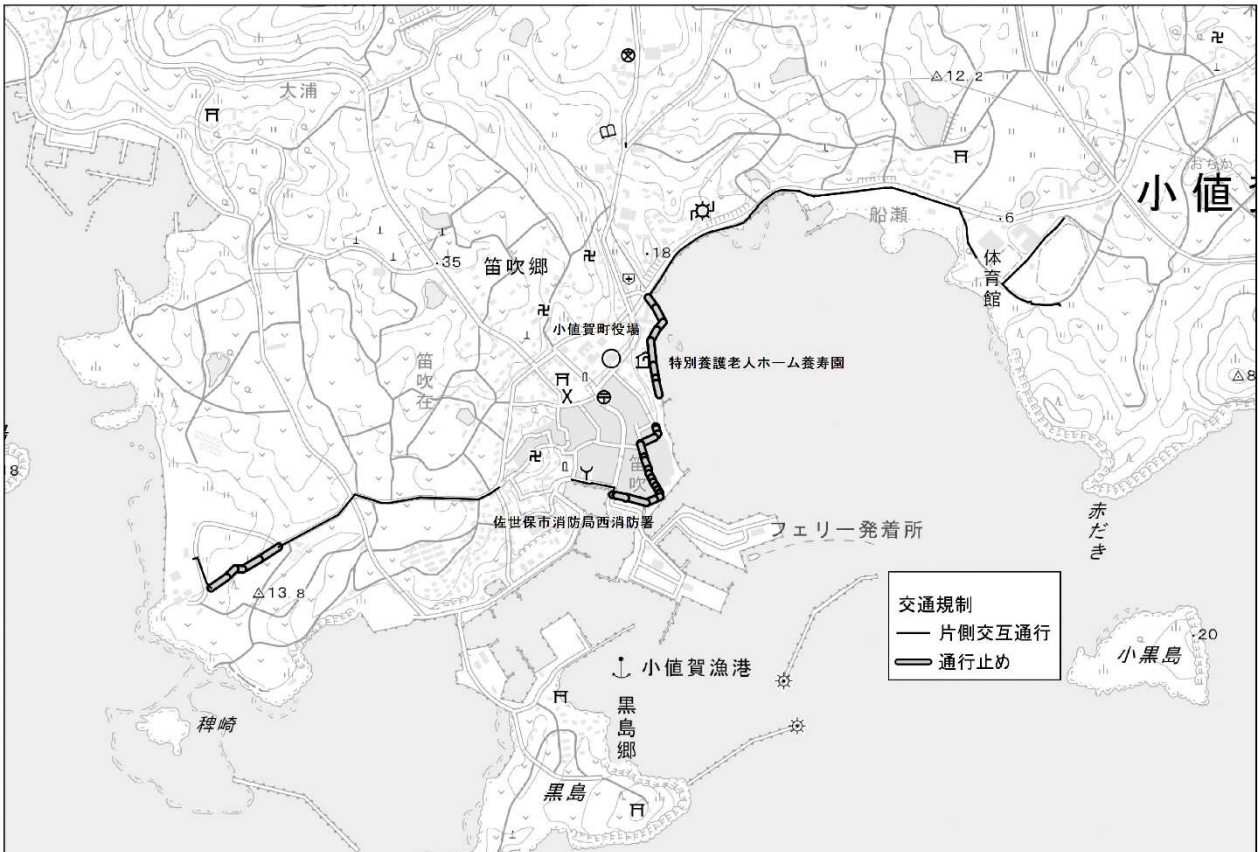 大浦
12.2
おぢか
小値
船瀬
6
18
35
笛吹郷
体育館
小値賀町役場
特別養護老人ホーム養寿園
笛吹在
8
18
笛吹
赤だき
佐世保市消防局西消防署
フェリー発着所
13.8
交通規制
片側交互通行
通行止め
20
小黒島
小値賀漁港
黒島郷
稗崎
黒島